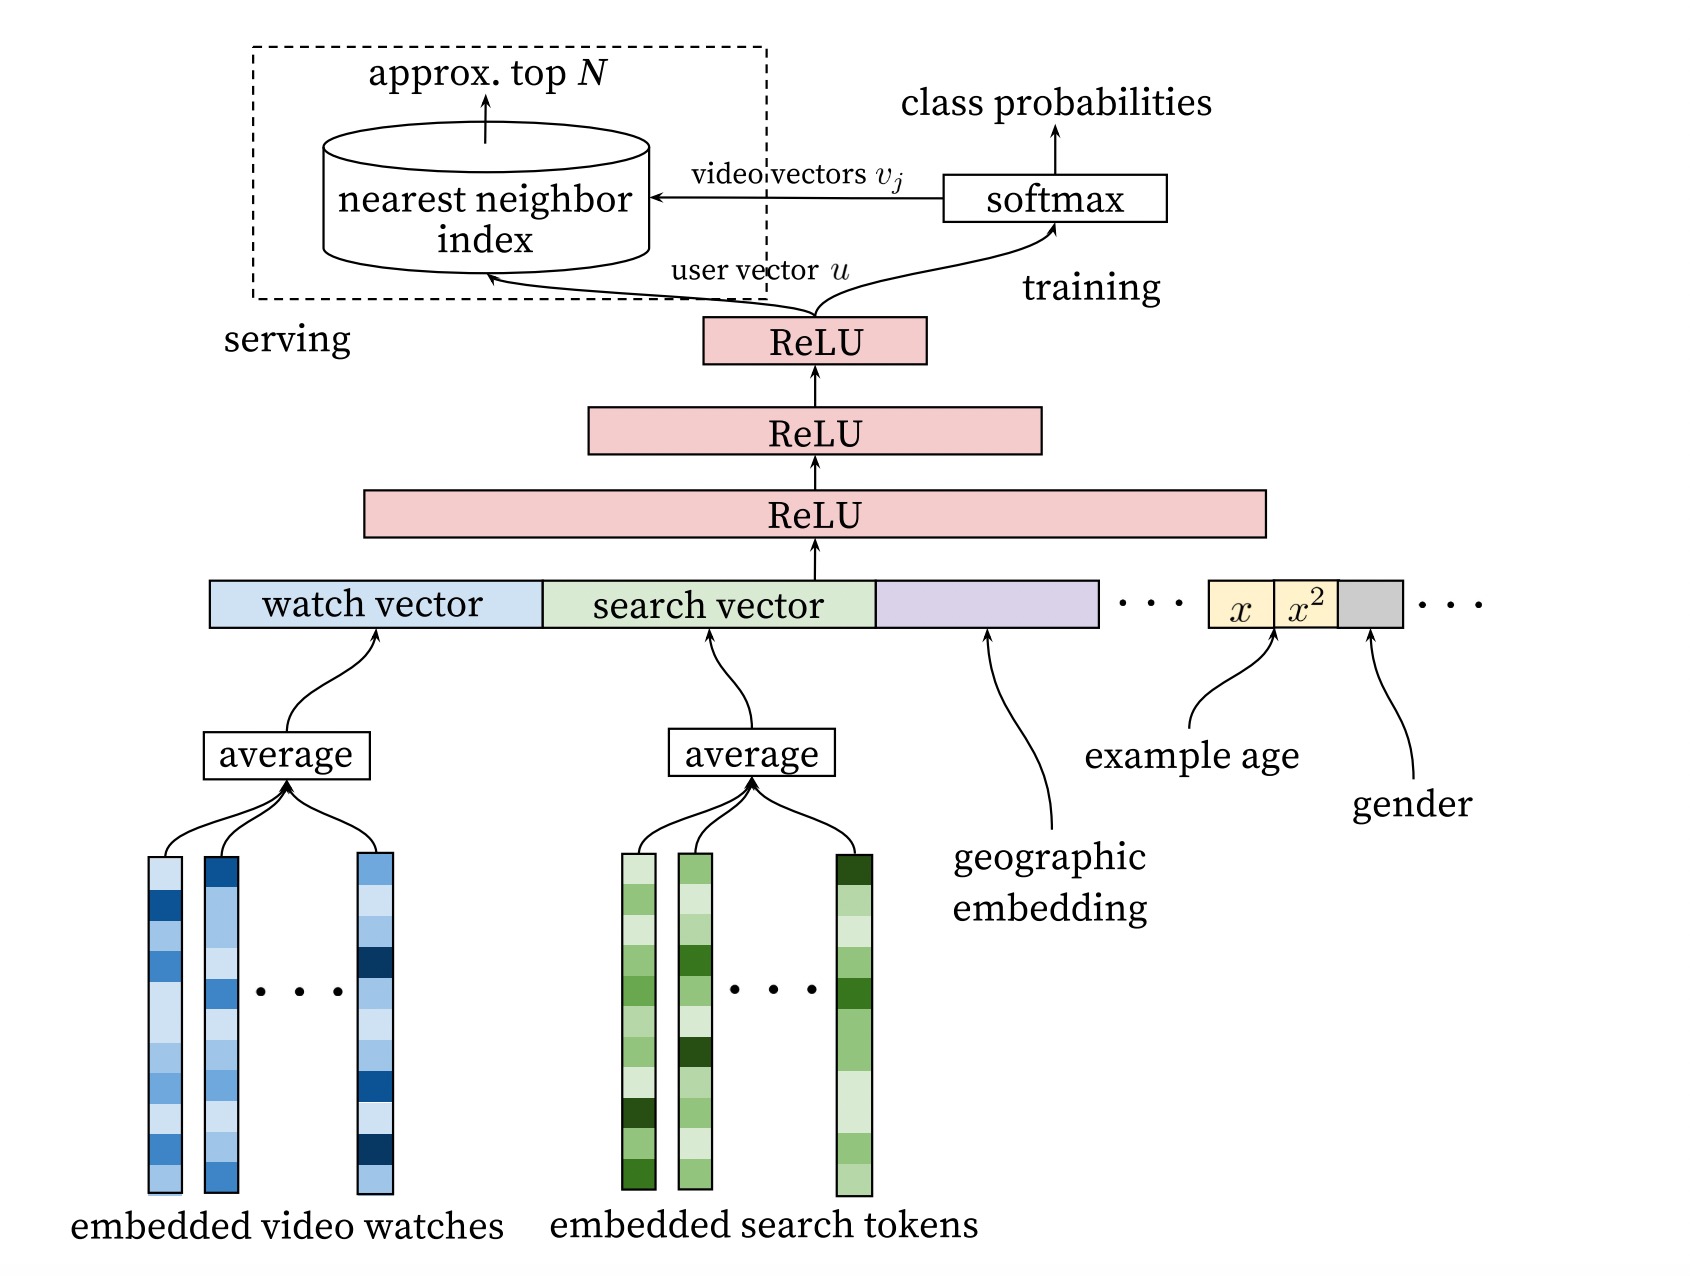 approx. top N
class probabilities
video vectors v_j
nearest neighbor
index
softmax
user vector u
training
serving
ReLU
ReLU
ReLU
watch vector
search vector
· · ·
x
x²
· · ·
average
average
example age
gender
geographic
embedding
· · ·
· · ·
embedded video watches
embedded search tokens